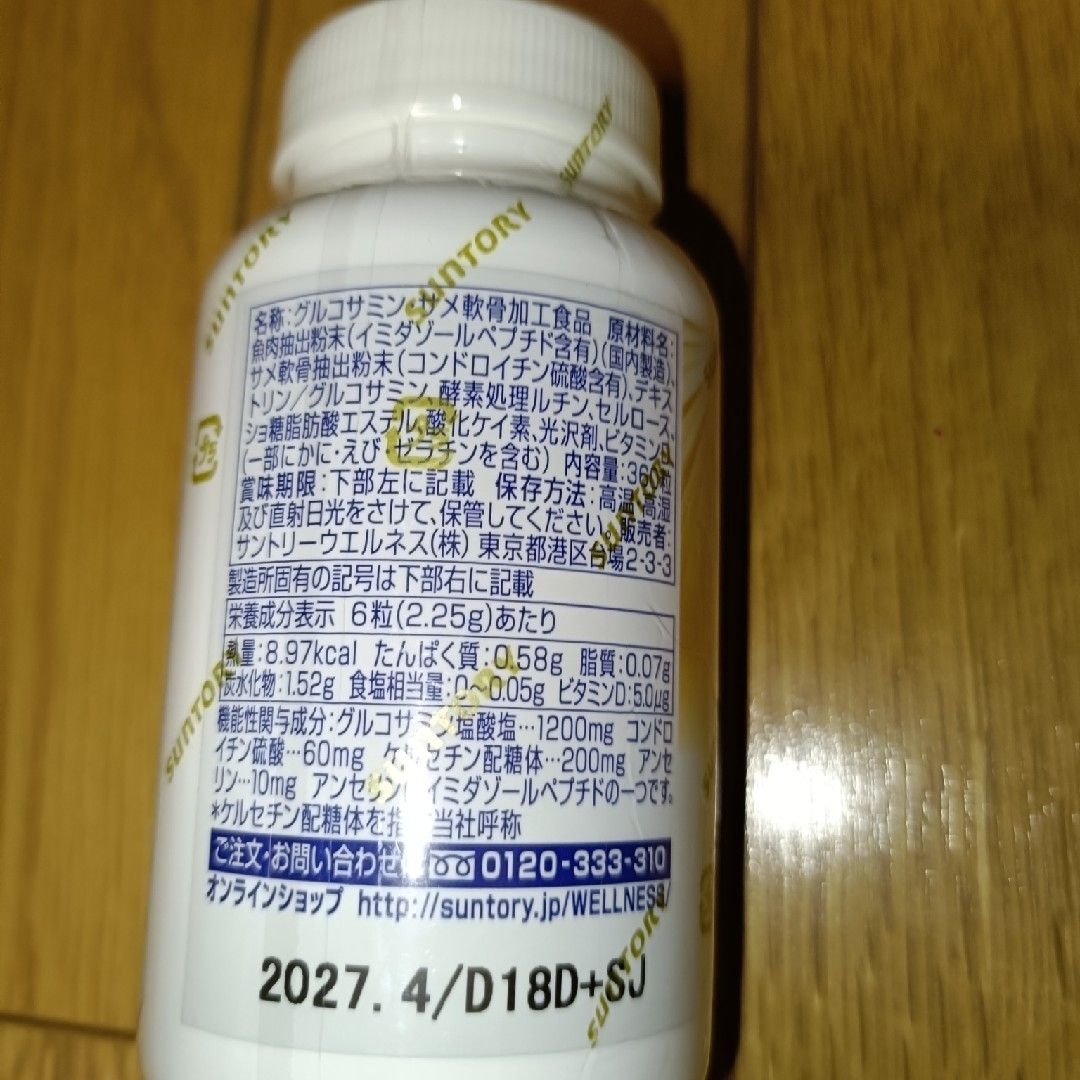 名称:グルコサミン・サメ軟骨加工食品 原材料名:
魚肉抽出粉末(イミダゾールペプチド含有)(国内製造)、
サメ軟骨抽出粉末(コンドロイチン硫酸含有)、デキス
トリン/グルコサミン、酵素処理ルチン、セルロース、
ショ糖脂肪酸エステル、酸化ケイ素、光沢剤、ビタミンD、
(一部にかに・えび・ゼラチンを含む) 内容量:
賞味期限:下部左に記載 保存方法:高温・高湿
及び直射日光をさけて、保管してください。 販売者:
サントリーウエルネス(株) 東京都港区台場2-3-3
製造所固有の記号は下部右に記載
栄養成分表示 6粒(2.25g)あたり
熱量:8.97kcal たんぱく質:0.58g 脂質:0.07g
炭水化物:1.52g 食塩相当量:0~0.05g ビタミンD:5.0μg
機能性関与成分:グルコサミン塩酸塩…1200mg コンドロ
イチン硫酸…60mg ケルセチン配糖体…200mg アンセ
リン…10mg アンセリンはイミダゾールペプチドの一つです。
*ケルセチン配糖体を指す当社呼称
ご注文・お問い合わせ 0120-333-310
オンラインショップ http://suntory.jp/WELLNESS/
2027. 4/D18D+SJ
SUNTORY
SUNTORY
SUNTORY
SUNTORY
SUNTORY
SUNTORY
SUNTORY